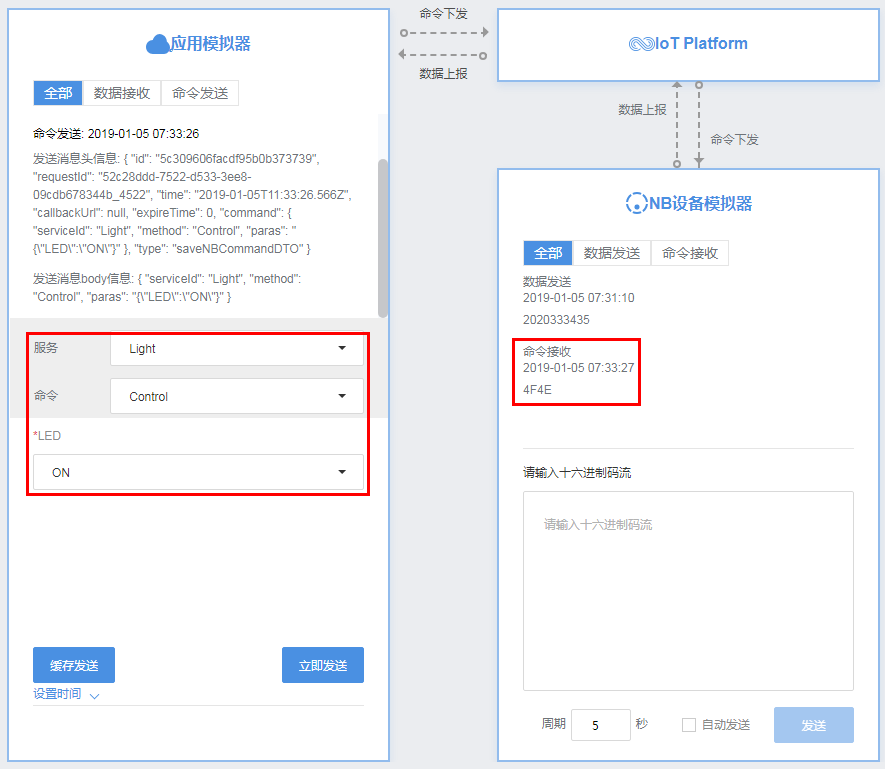 应用模拟器
全部 数据接收 命令发送
命令发送: 2019-01-05 07:33:26
发送消息头信息: { "id": "5c309606facdf95b0b373739",
"requestId": "52c28ddd-7522-d533-3ee8-
09cdb678344b_4522", "time": "2019-01-05T11:33:26.566Z",
"callbackUrl": null, "expireTime": 0, "command": {
"serviceId": "Light", "method": "Control", "paras": "
{\"LED\":\"ON\"}" }, "type": "saveNBCommandDTO" }
发送消息body信息: { "serviceId": "Light", "method":
"Control", "paras": "{\"LED\":\"ON\"}" }
服务 Light
命令 Control
*LED
ON
缓存发送 立即发送
设置时间
命令下发
数据上报
IoT Platform
数据上报
命令下发
NB设备模拟器
全部 数据发送 命令接收
数据发送
2019-01-05 07:31:10
2020333435
命令接收
2019-01-05 07:33:27
4F4E
请输入十六进制码流
请输入十六进制码流
周期 5 秒 自动发送 发送